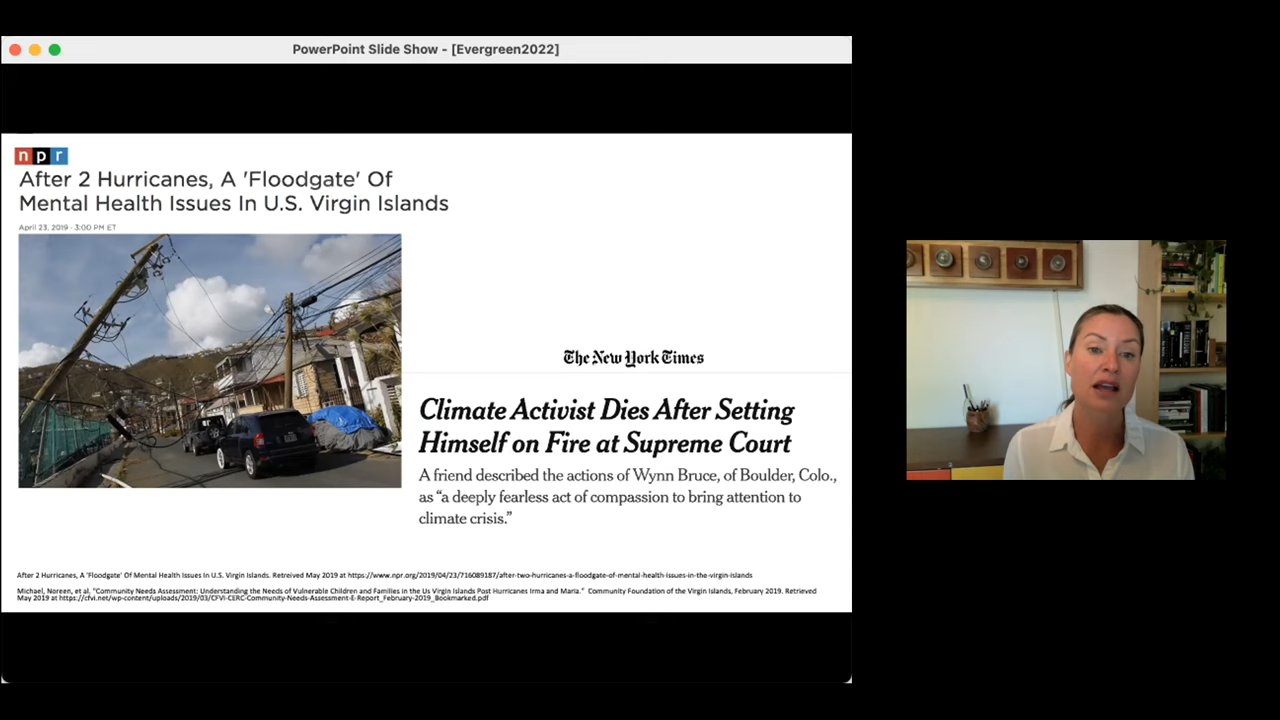 PowerPoint Slide Show - [Evergreen2022]
npr
After 2 Hurricanes, A 'Floodgate' Of
Mental Health Issues In U.S. Virgin Islands
April 23, 2019 · 3:00 PM ET
The New York Times
Climate Activist Dies After Setting
Himself on Fire at Supreme Court
A friend described the actions of Wynn Bruce, of Boulder, Colo.,
as “a deeply fearless act of compassion to bring attention to
climate crisis.”
After 2 Hurricanes, A 'Floodgate' Of Mental Health Issues In U.S. Virgin Islands. Retreived May 2019 at https://www.npr.org/2019/04/23/716089187/after-two-hurricanes-a-floodgate-of-mental-health-issues-in-the-virgin-islands
Michael, Noreen, et al. "Community Needs Assessment: Understanding the Needs of Vulnerable Children and Families in the Us Virgin Islands Post Hurricanes Irma and Maria." Community Foundation of the Virgin Islands, February 2019. Retrieved
May 2019 at https://cfvi.net/wp-content/uploads/2019/03/CFVI-CERC-Community-Needs-Assessment-E-Report_February-2019_Bookmarked.pdf